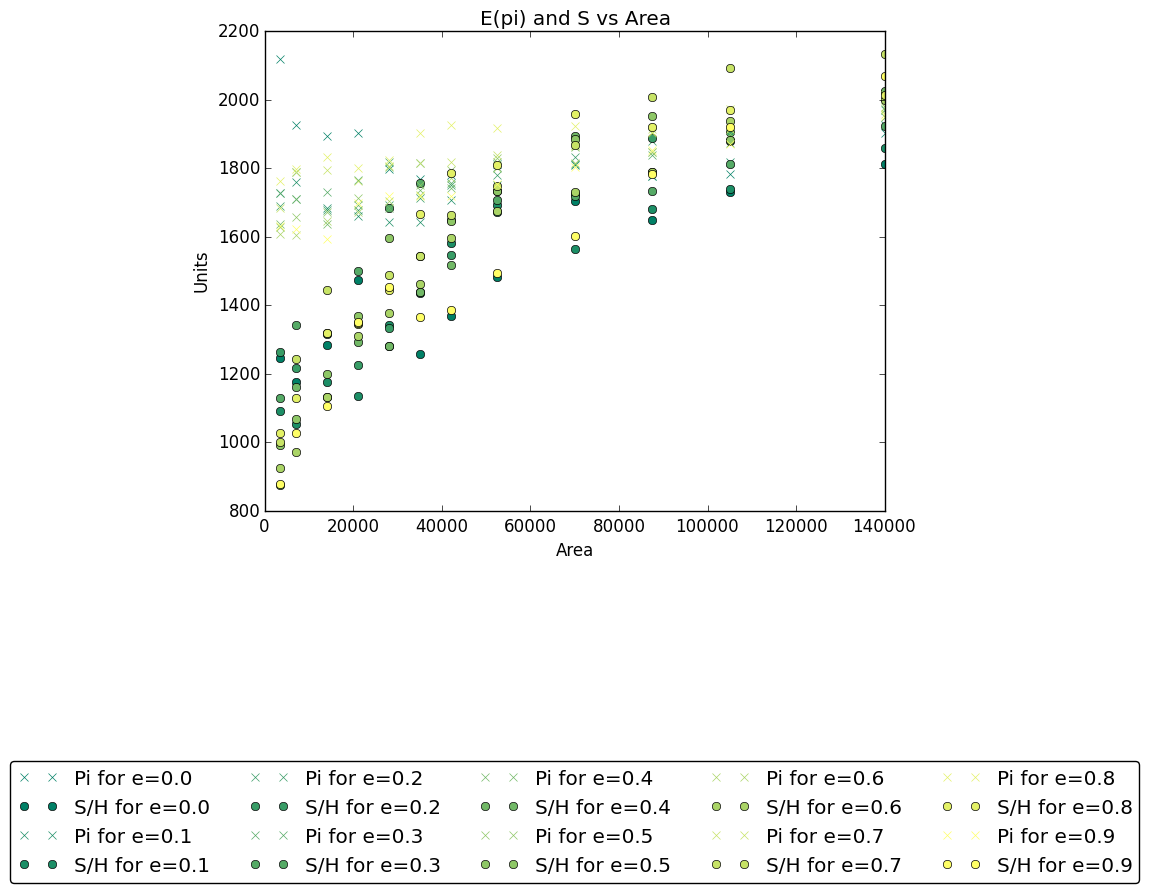 E(pi) and S vs Area
2200
2000
1800
1600
1400
1200
1000
800
Units
0 20000 40000 60000 80000 100000 120000 140000
Area
Pi for e=0.0 Pi for e=0.2 Pi for e=0.4 Pi for e=0.6 Pi for e=0.8
S/H for e=0.0 S/H for e=0.2 S/H for e=0.4 S/H for e=0.6 S/H for e=0.8
Pi for e=0.1 Pi for e=0.3 Pi for e=0.5 Pi for e=0.7 Pi for e=0.9
S/H for e=0.1 S/H for e=0.3 S/H for e=0.5 S/H for e=0.7 S/H for e=0.9